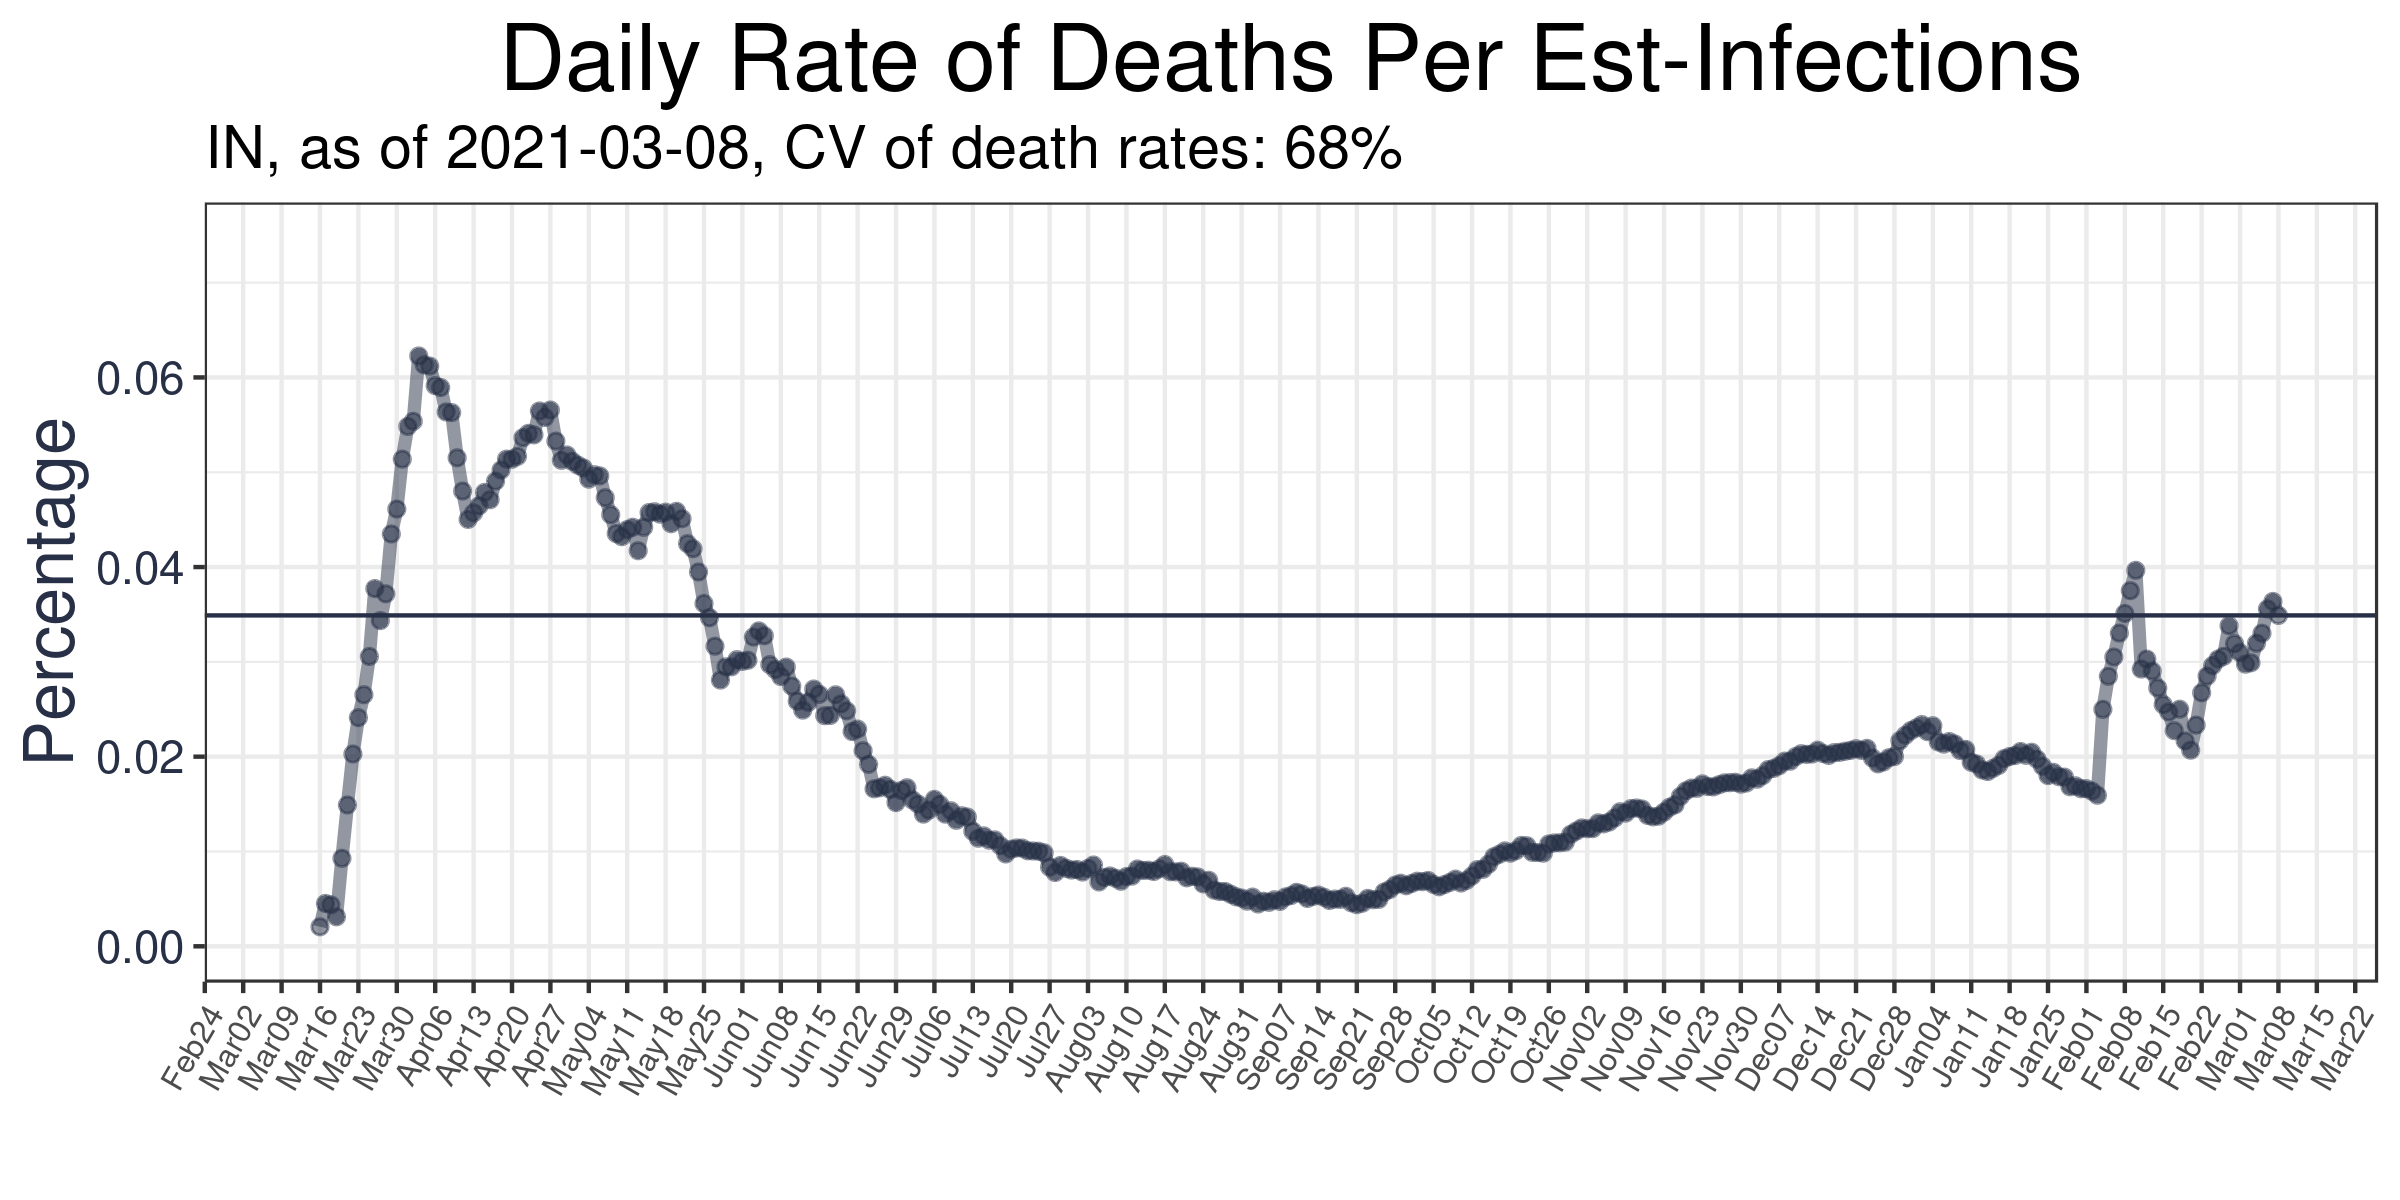 Daily Rate of Deaths Per Est-Infections
IN, as of 2021-03-08, CV of death rates: 68%
Percentage
0.06
0.04
0.02
0.00
Feb24
Mar02
Mar09
Mar16
Mar23
Mar30
Apr06
Apr13
Apr20
Apr27
May04
May11
May18
May25
Jun01
Jun08
Jun15
Jun22
Jun29
Jul06
Jul13
Jul20
Jul27
Aug03
Aug10
Aug17
Aug24
Aug31
Sep07
Sep14
Sep21
Sep28
Oct05
Oct12
Oct19
Oct26
Nov02
Nov09
Nov16
Nov23
Nov30
Dec07
Dec14
Dec21
Dec28
Jan04
Jan11
Jan18
Jan25
Feb01
Feb08
Feb15
Feb22
Mar01
Mar08
Mar15
Mar22